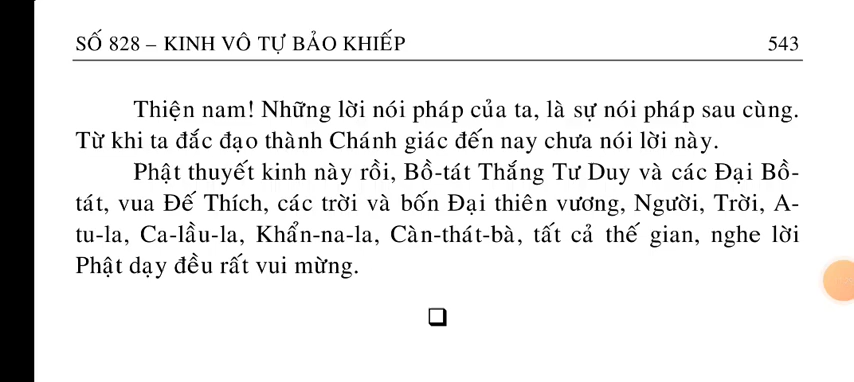 SỐ 828 – KINH VÔ TỰ BẢO KHIẾP 543
Thiện nam! Những lời nói pháp của ta, là sự nói pháp sau cùng.
Từ khi ta đắc đạo thành Chánh giác đến nay chưa nói lời này.
Phật thuyết kinh này rồi, Bồ-tát Thắng Tư Duy và các Đại Bồ-
tát, vua Đế Thích, các trời và bốn Đại thiên vương, Người, Trời, A-
tu-la, Ca-lầu-la, Khẩn-na-la, Càn-thát-bà, tất cả thế gian, nghe lời
Phật dạy đều rất vui mừng.